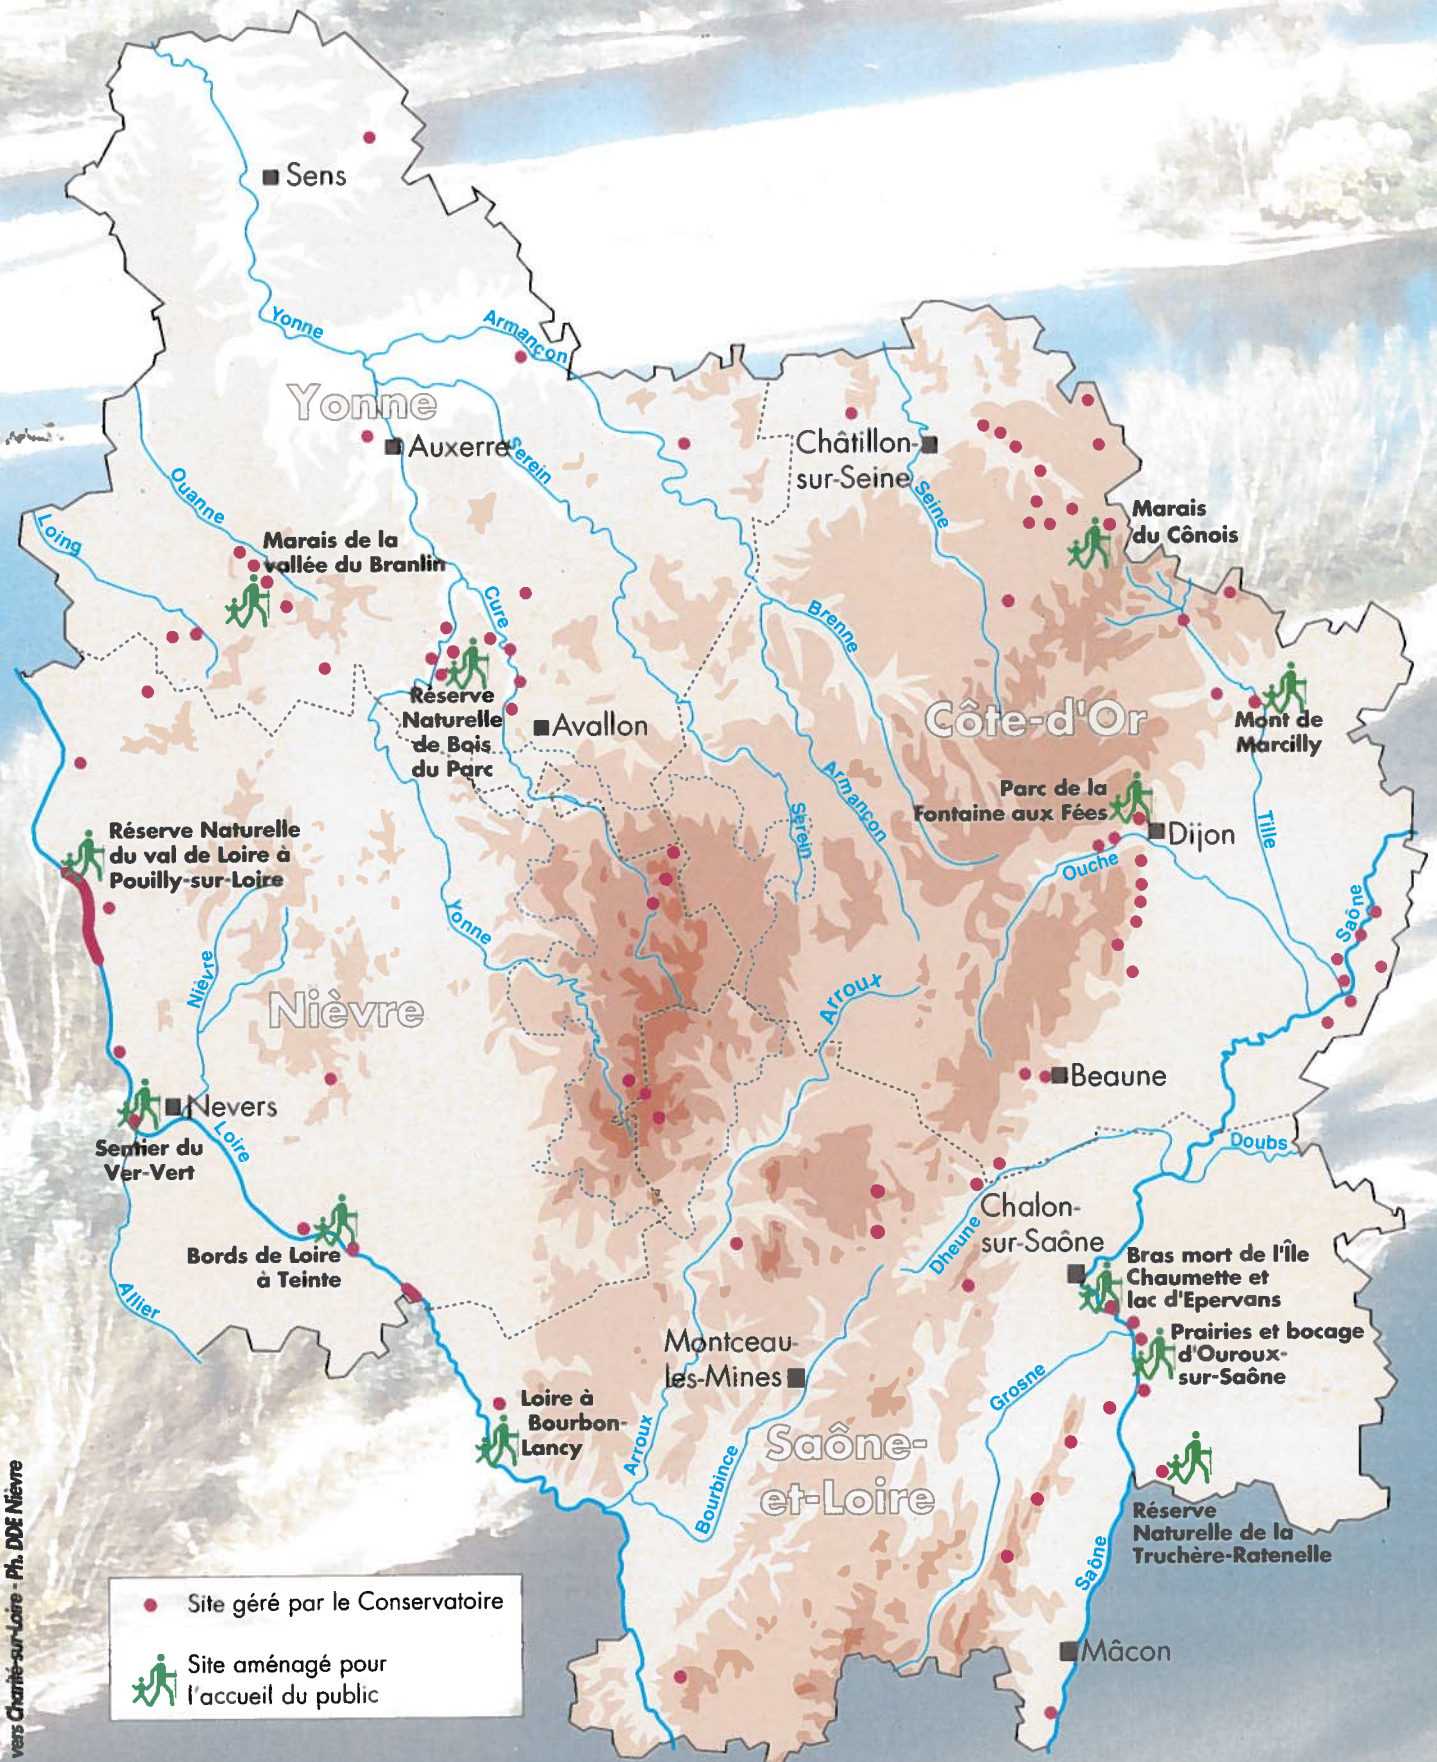 Sens
Yonne
Armançon
Yonne
Auxerre
Serein
Châtillon-
sur-Seine
Seine
Ouanne
Loing
Marais de la
vallée du Branlin
Marais
du Cônois
Cure
Brenne
Réserve
Naturelle
de Bois
du Parc
Avallon
Côte-d'Or
Mont de
Marcilly
Armançon
Serein
Parc de la
Fontaine aux Fées
Dijon
Tille
Ouche
Réserve Naturelle
du val de Loire à
Pouilly-sur-Loire
Yonne
Saône
Nièvre
Nièvre
Arroux
Beaune
Nevers
Loire
Sentier du
Ver-Vert
Doubs
Chalon-
sur-Saône
Dheune
Bords de Loire
à Teinte
Allier
Bras mort de l'Île
Chaumette et
lac d'Epervans
Prairies et bocage
d'Ouroux-
sur-Saône
Montceau-
les-Mines
Grosne
Loire à
Bourbon-
Lancy
Arroux
Bourbince
Saône-
et-Loire
Réserve
Naturelle de la
Truchère-Ratenelle
Saône
Mâcon
Site géré par le Conservatoire
Site aménagé pour
l'accueil du public
vers Charité-sur-Loire - Ph. DDE Nièvre